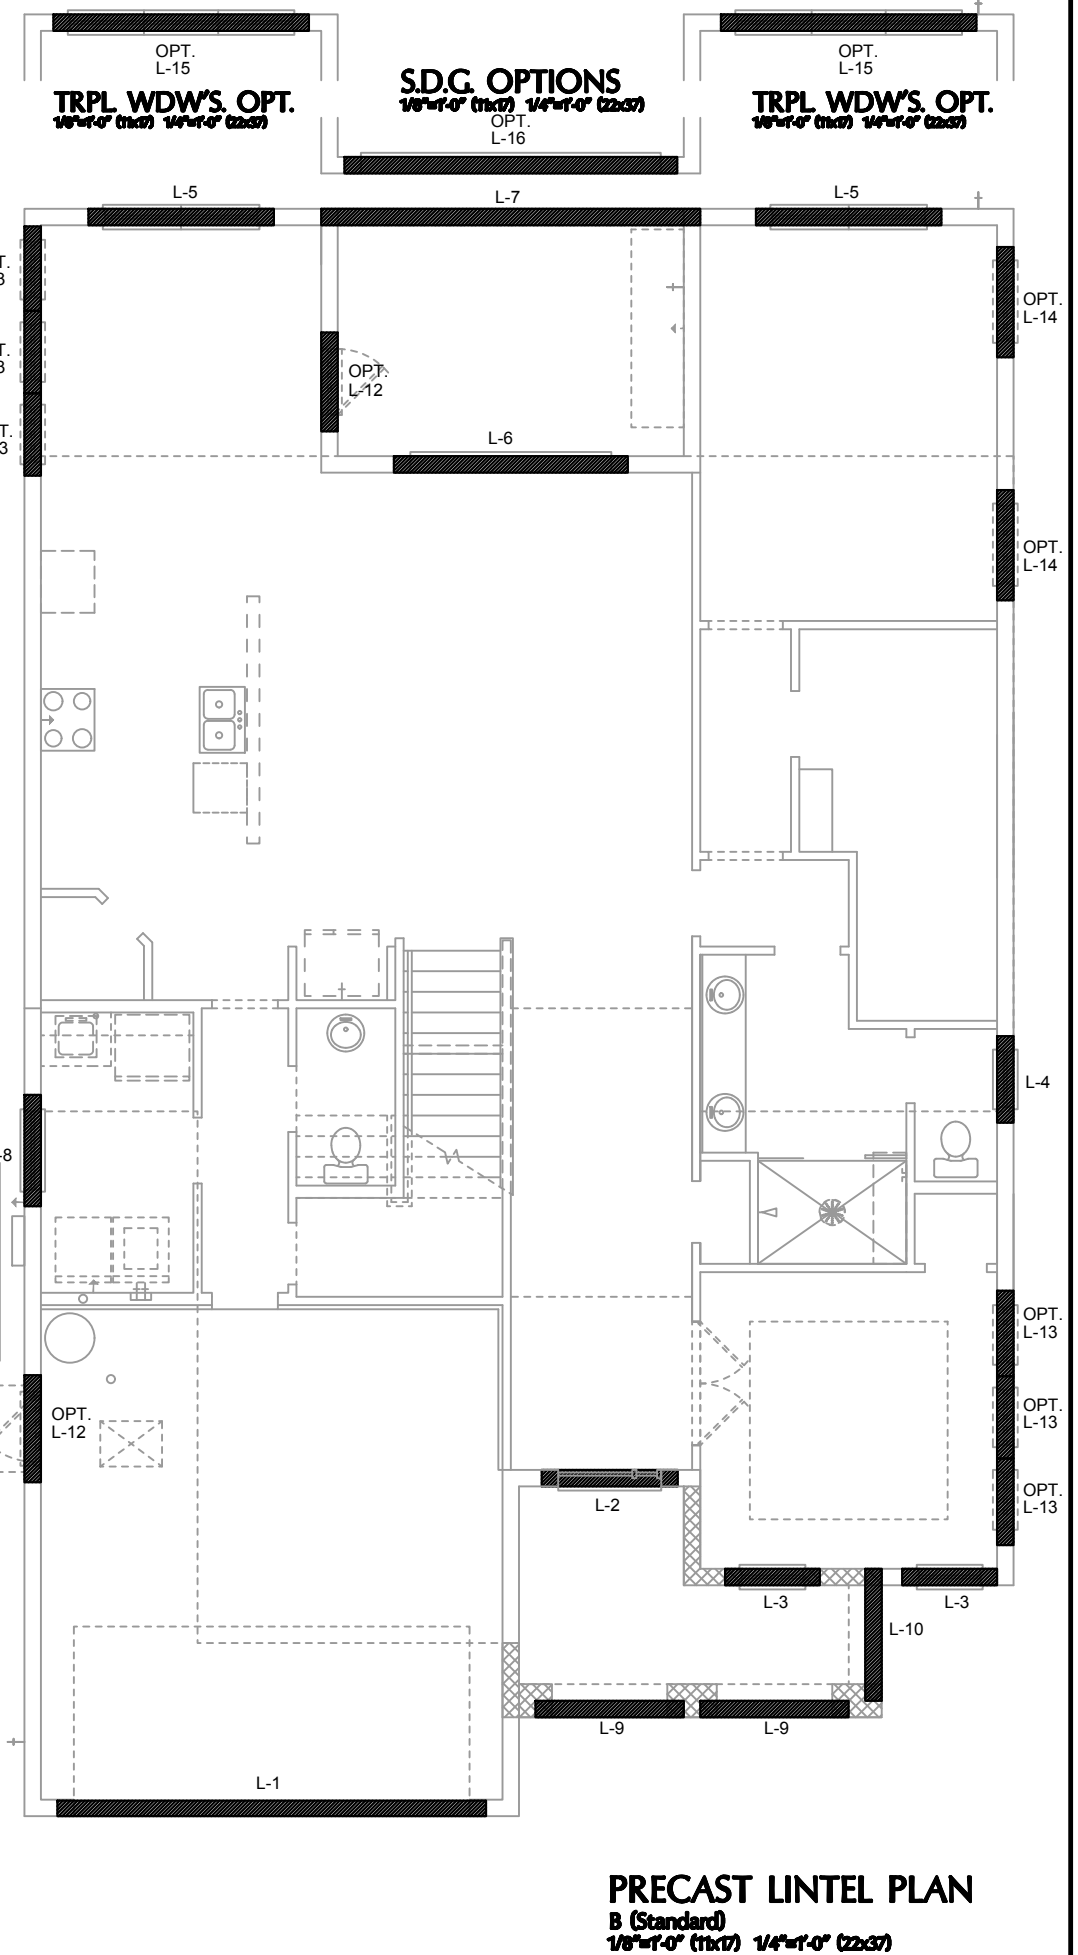 OPT.
L-15
TRPL. WDW'S. OPT.
1/8"=1'-0" (11x17) 1/4"=1'-0" (22x37)
S.D.G. OPTIONS
1/8"=1'-0" (11x17) 1/4"=1'-0" (22x37)
OPT.
L-16
OPT.
L-15
TRPL. WDW'S. OPT.
1/8"=1'-0" (11x17) 1/4"=1'-0" (22x37)
L-5
L-7
L-5
T.
3
OPT.
L-14
T.
3
OPT.
L-12
T.
3
L-6
OPT.
L-14
L-4
-8
OPT.
L-13
OPT.
L-12
OPT.
L-13
OPT.
L-13
L-2
L-3
L-3
L-10
L-9
L-9
L-1
PRECAST LINTEL PLAN
B (Standard)
1/8"=1'-0" (11x17) 1/4"=1'-0" (22x37)